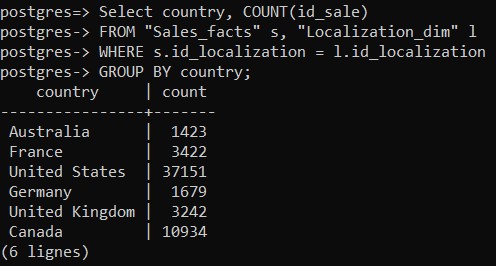 postgres=> Select country, COUNT(id_sale)
postgres-> FROM "Sales_facts" s, "Localization_dim" l
postgres-> WHERE s.id_localization = l.id_localization
postgres-> GROUP BY country;
    country     | count
----------------+-------
 Australia      |  1423
 France         |  3422
 United States  | 37151
 Germany        |  1679
 United Kingdom |  3242
 Canada         | 10934
(6 lignes)